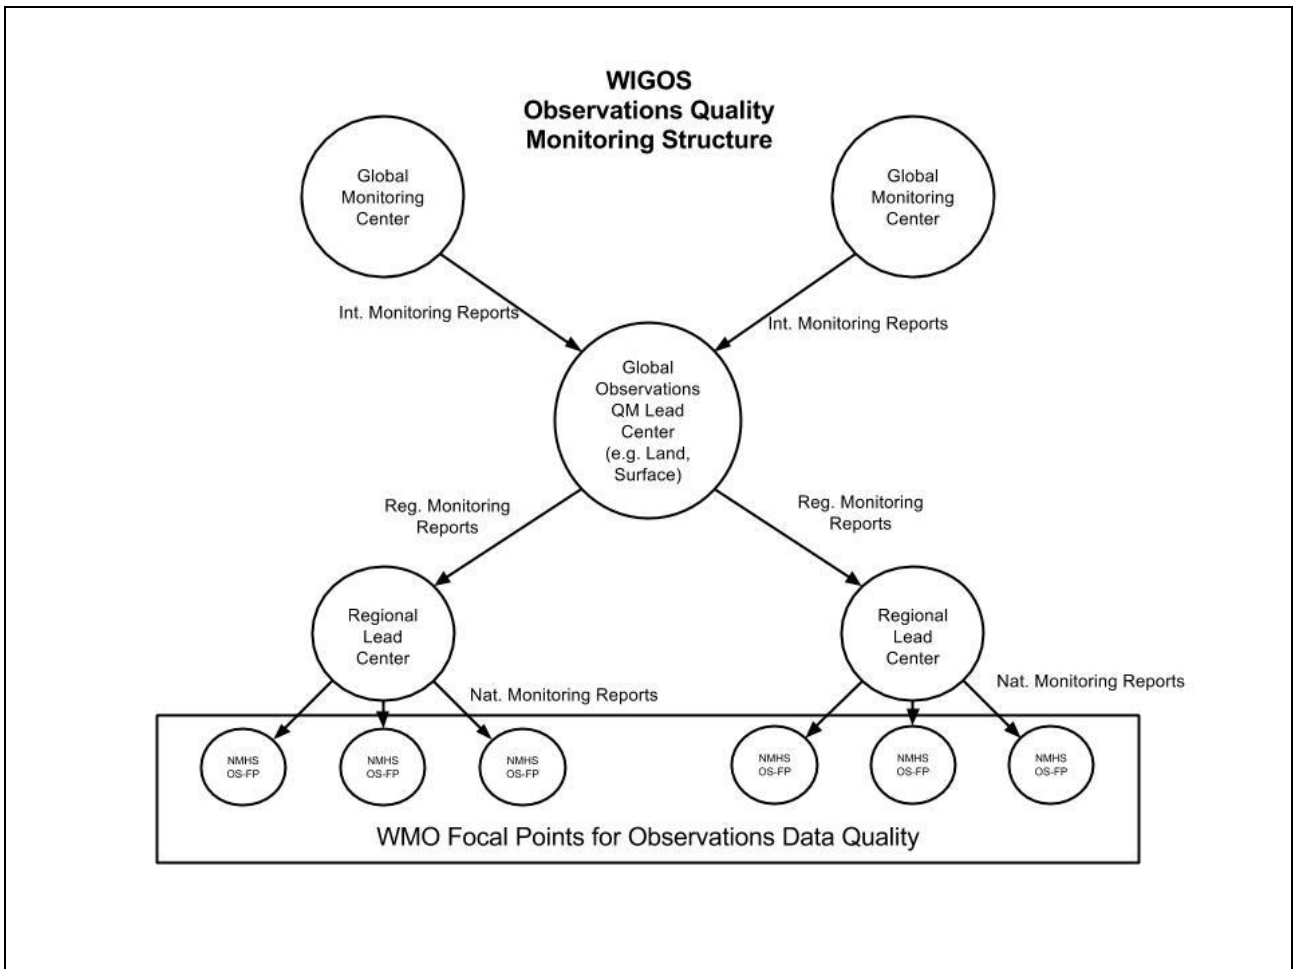 WIGOS
Observations Quality
Monitoring Structure
Global
Monitoring
Center
Global
Monitoring
Center
Int. Monitoring Reports
Int. Monitoring Reports
Global
Observations
QM Lead
Center
(e.g. Land,
Surface)
Reg. Monitoring
Reports
Reg. Monitoring
Reports
Regional
Lead
Center
Regional
Lead
Center
Nat. Monitoring Reports
Nat. Monitoring Reports
NMHS
OS-FP
NMHS
OS-FP
NMHS
OS-FP
NMHS
OS-FP
NMHS
OS-FP
NMHS
OS-FP
WMO Focal Points for Observations Data Quality